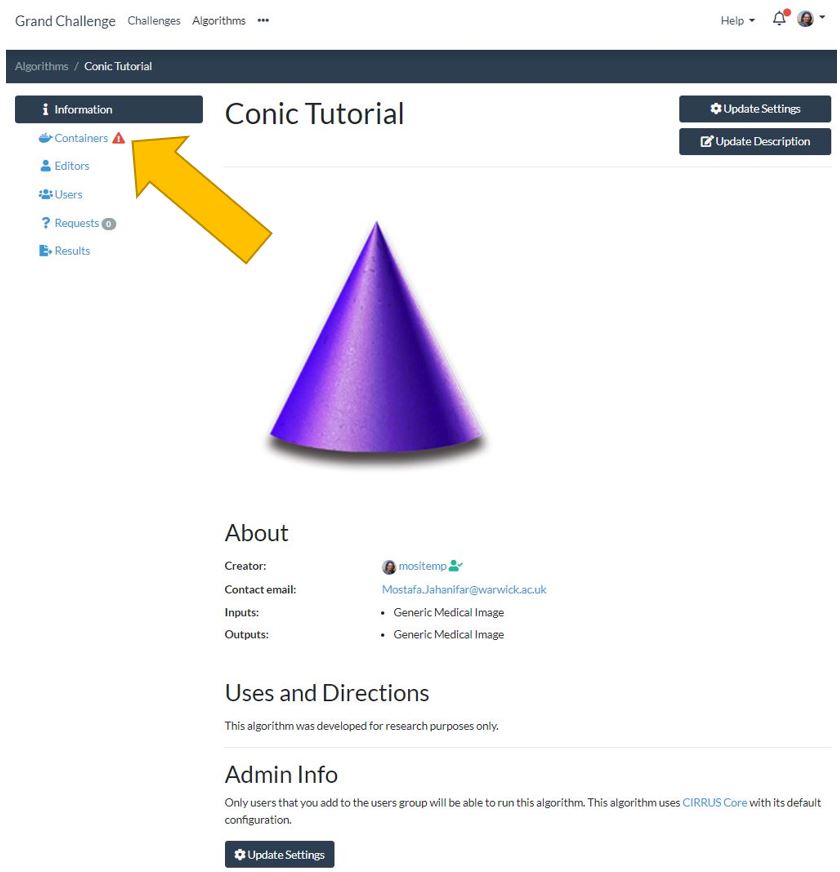 Grand Challenge Challenges Algorithms ••• Help
Algorithms / Conic Tutorial
Information
Containers
Editors
Users
Requests 0
Results
Conic Tutorial
Update Settings
Update Description
About
Creator: mositemp
Contact email: Mostafa.Jahanifar@warwick.ac.uk
Inputs: • Generic Medical Image
Outputs: • Generic Medical Image
Uses and Directions
This algorithm was developed for research purposes only.
Admin Info
Only users that you add to the users group will be able to run this algorithm. This algorithm uses CIRRUS Core with its default
configuration.
Update Settings